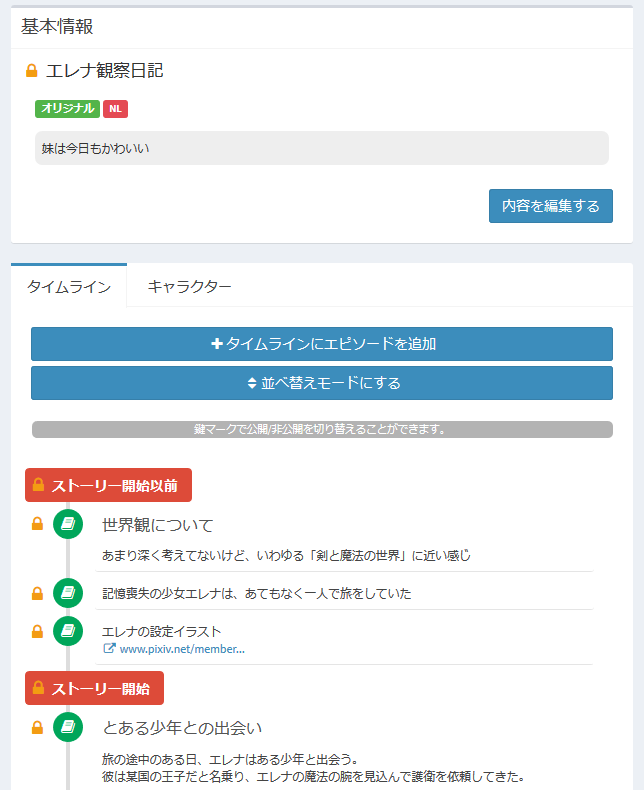 基本情報
エレナ観察日記
オリジナル NL
妹は今日もかわいい
内容を編集する
タイムライン キャラクター
タイムラインにエピソードを追加
並べ替えモードにする
鍵マークで公開/非公開を切り替えることができます。
ストーリー開始以前
世界観について
あまり深く考えてないけど、いわゆる「剣と魔法の世界」に近い感じ
記憶喪失の少女エレナは、あてもなく一人で旅をしていた
エレナの設定イラスト
www.pixiv.net/member...
ストーリー開始
とある少年との出会い
旅の途中のある日、エレナはある少年と出会う。
彼は某国の王子だと名乗り、エレナの魔法の腕を見込んで護衛を依頼してきた。